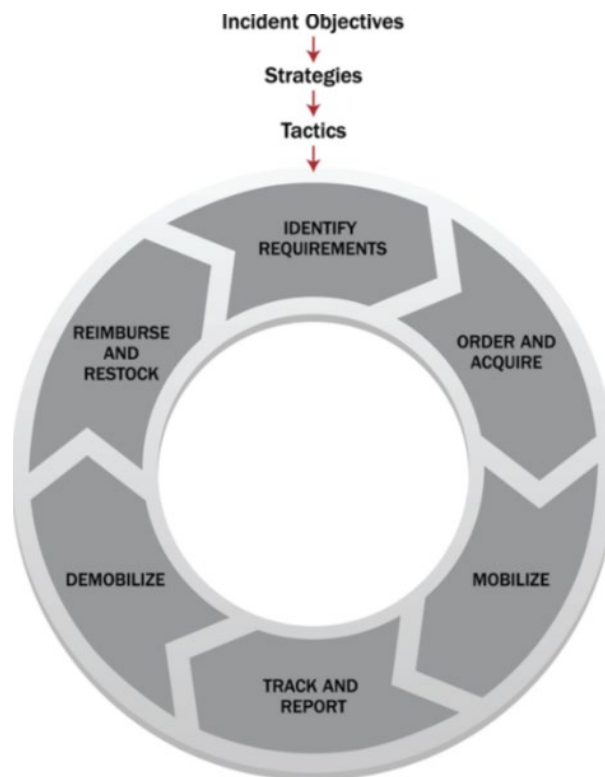 Incident Objectives
Strategies
Tactics
IDENTIFY
REQUIREMENTS
ORDER AND
ACQUIRE
MOBILIZE
TRACK AND
REPORT
DEMOBILIZE
REIMBURSE
AND
RESTOCK